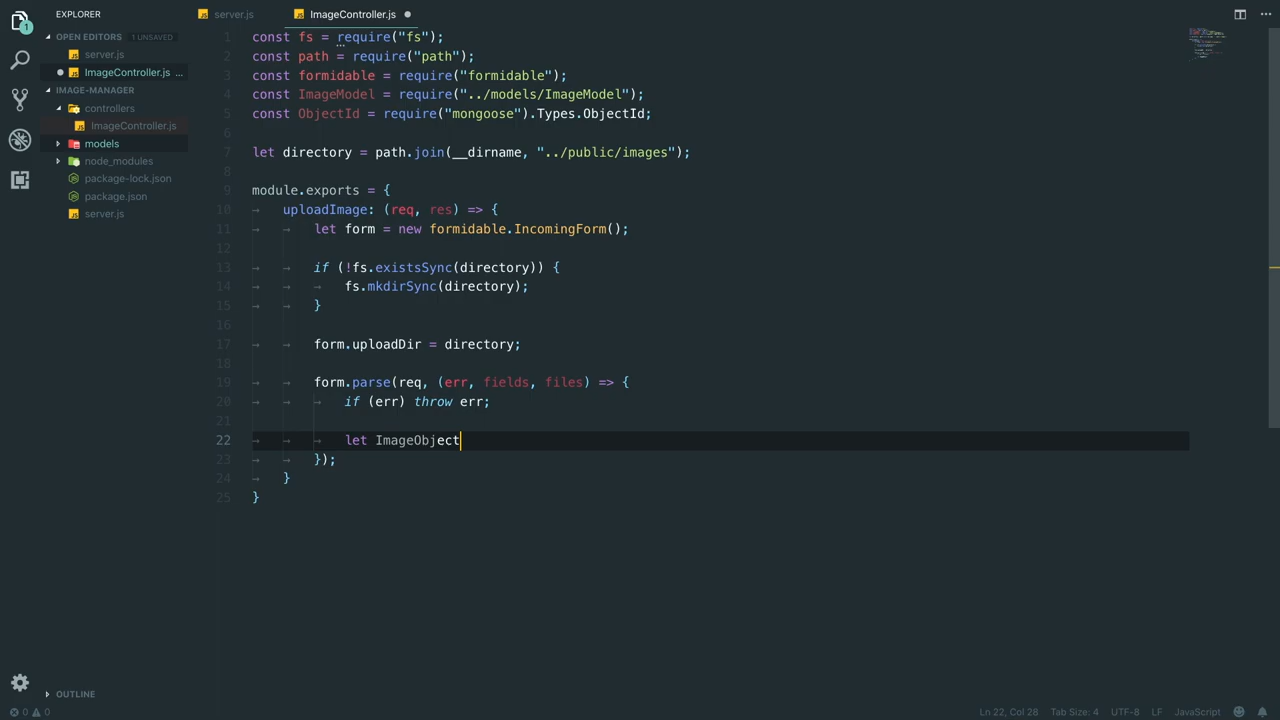 EXPLORER
OPEN EDITORS 1 UNSAVED
server.js
ImageController.js ...
IMAGE-MANAGER
controllers
ImageController.js
models
node_modules
package-lock.json
package.json
server.js
OUTLINE
server.js ImageController.js
1 const fs = require("fs");
2 const path = require("path");
3 const formidable = require("formidable");
4 const ImageModel = require("../models/ImageModel");
5 const ObjectId = require("mongoose").Types.ObjectId;
6
7 let directory = path.join(__dirname, "../public/images");
8
9 module.exports = {
10 uploadImage: (req, res) => {
11 let form = new formidable.IncomingForm();
12
13 if (!fs.existsSync(directory)) {
14 fs.mkdirSync(directory);
15 }
16
17 form.uploadDir = directory;
18
19 form.parse(req, (err, fields, files) => {
20 if (err) throw err;
21
22 let ImageObject
23 });
24 }
25 }
1
0 0
Ln 22, Col 28 Tab Size: 4 UTF-8 LF JavaScript